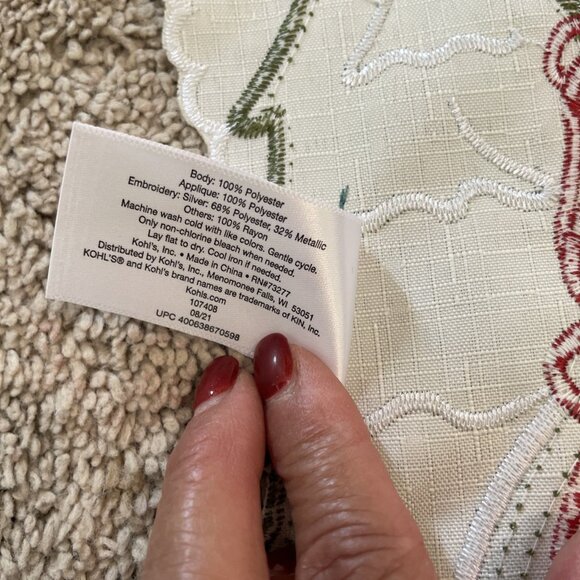 Body: 100% Polyester
Applique: 100% Polyester
Embroidery: Silver: 68% Polyester, 32% Metallic
Others: 100% Rayon
Machine wash cold with like colors. Gentle cycle.
Only non-chlorine bleach when needed.
Lay flat to dry. Cool iron if needed.
Kohl's, Inc. • Made in China • RN#73277
Distributed by Kohl's, Inc., Menomonee Falls, WI 53051
KOHL'S® and Kohl's brand names are trademarks of KIN, Inc.
Kohls.com
107408
08/21
UPC 400638670598